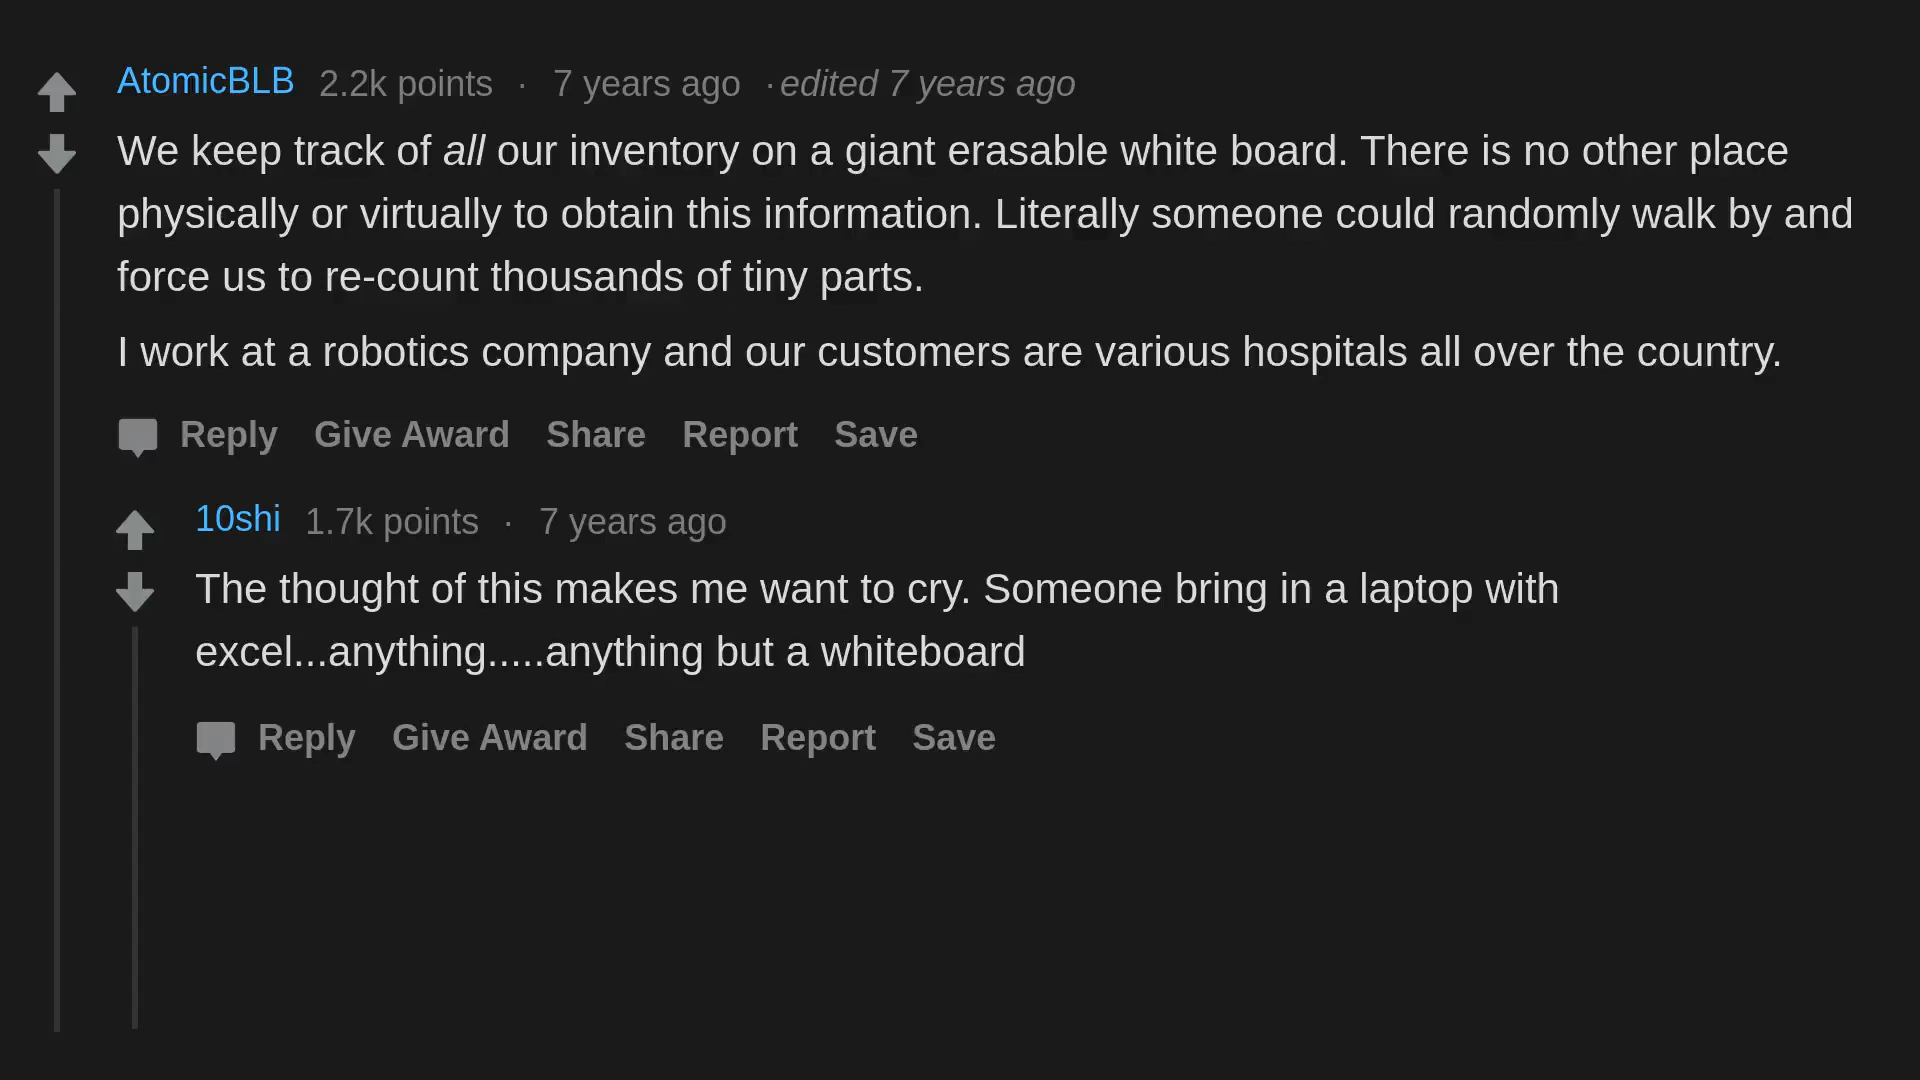 AtomicBLB 2.2k points · 7 years ago · edited 7 years ago
We keep track of all our inventory on a giant erasable white board. There is no other place
physically or virtually to obtain this information. Literally someone could randomly walk by and
force us to re-count thousands of tiny parts.
I work at a robotics company and our customers are various hospitals all over the country.
Reply Give Award Share Report Save
10shi 1.7k points · 7 years ago
The thought of this makes me want to cry. Someone bring in a laptop with
excel...anything.....anything but a whiteboard
Reply Give Award Share Report Save